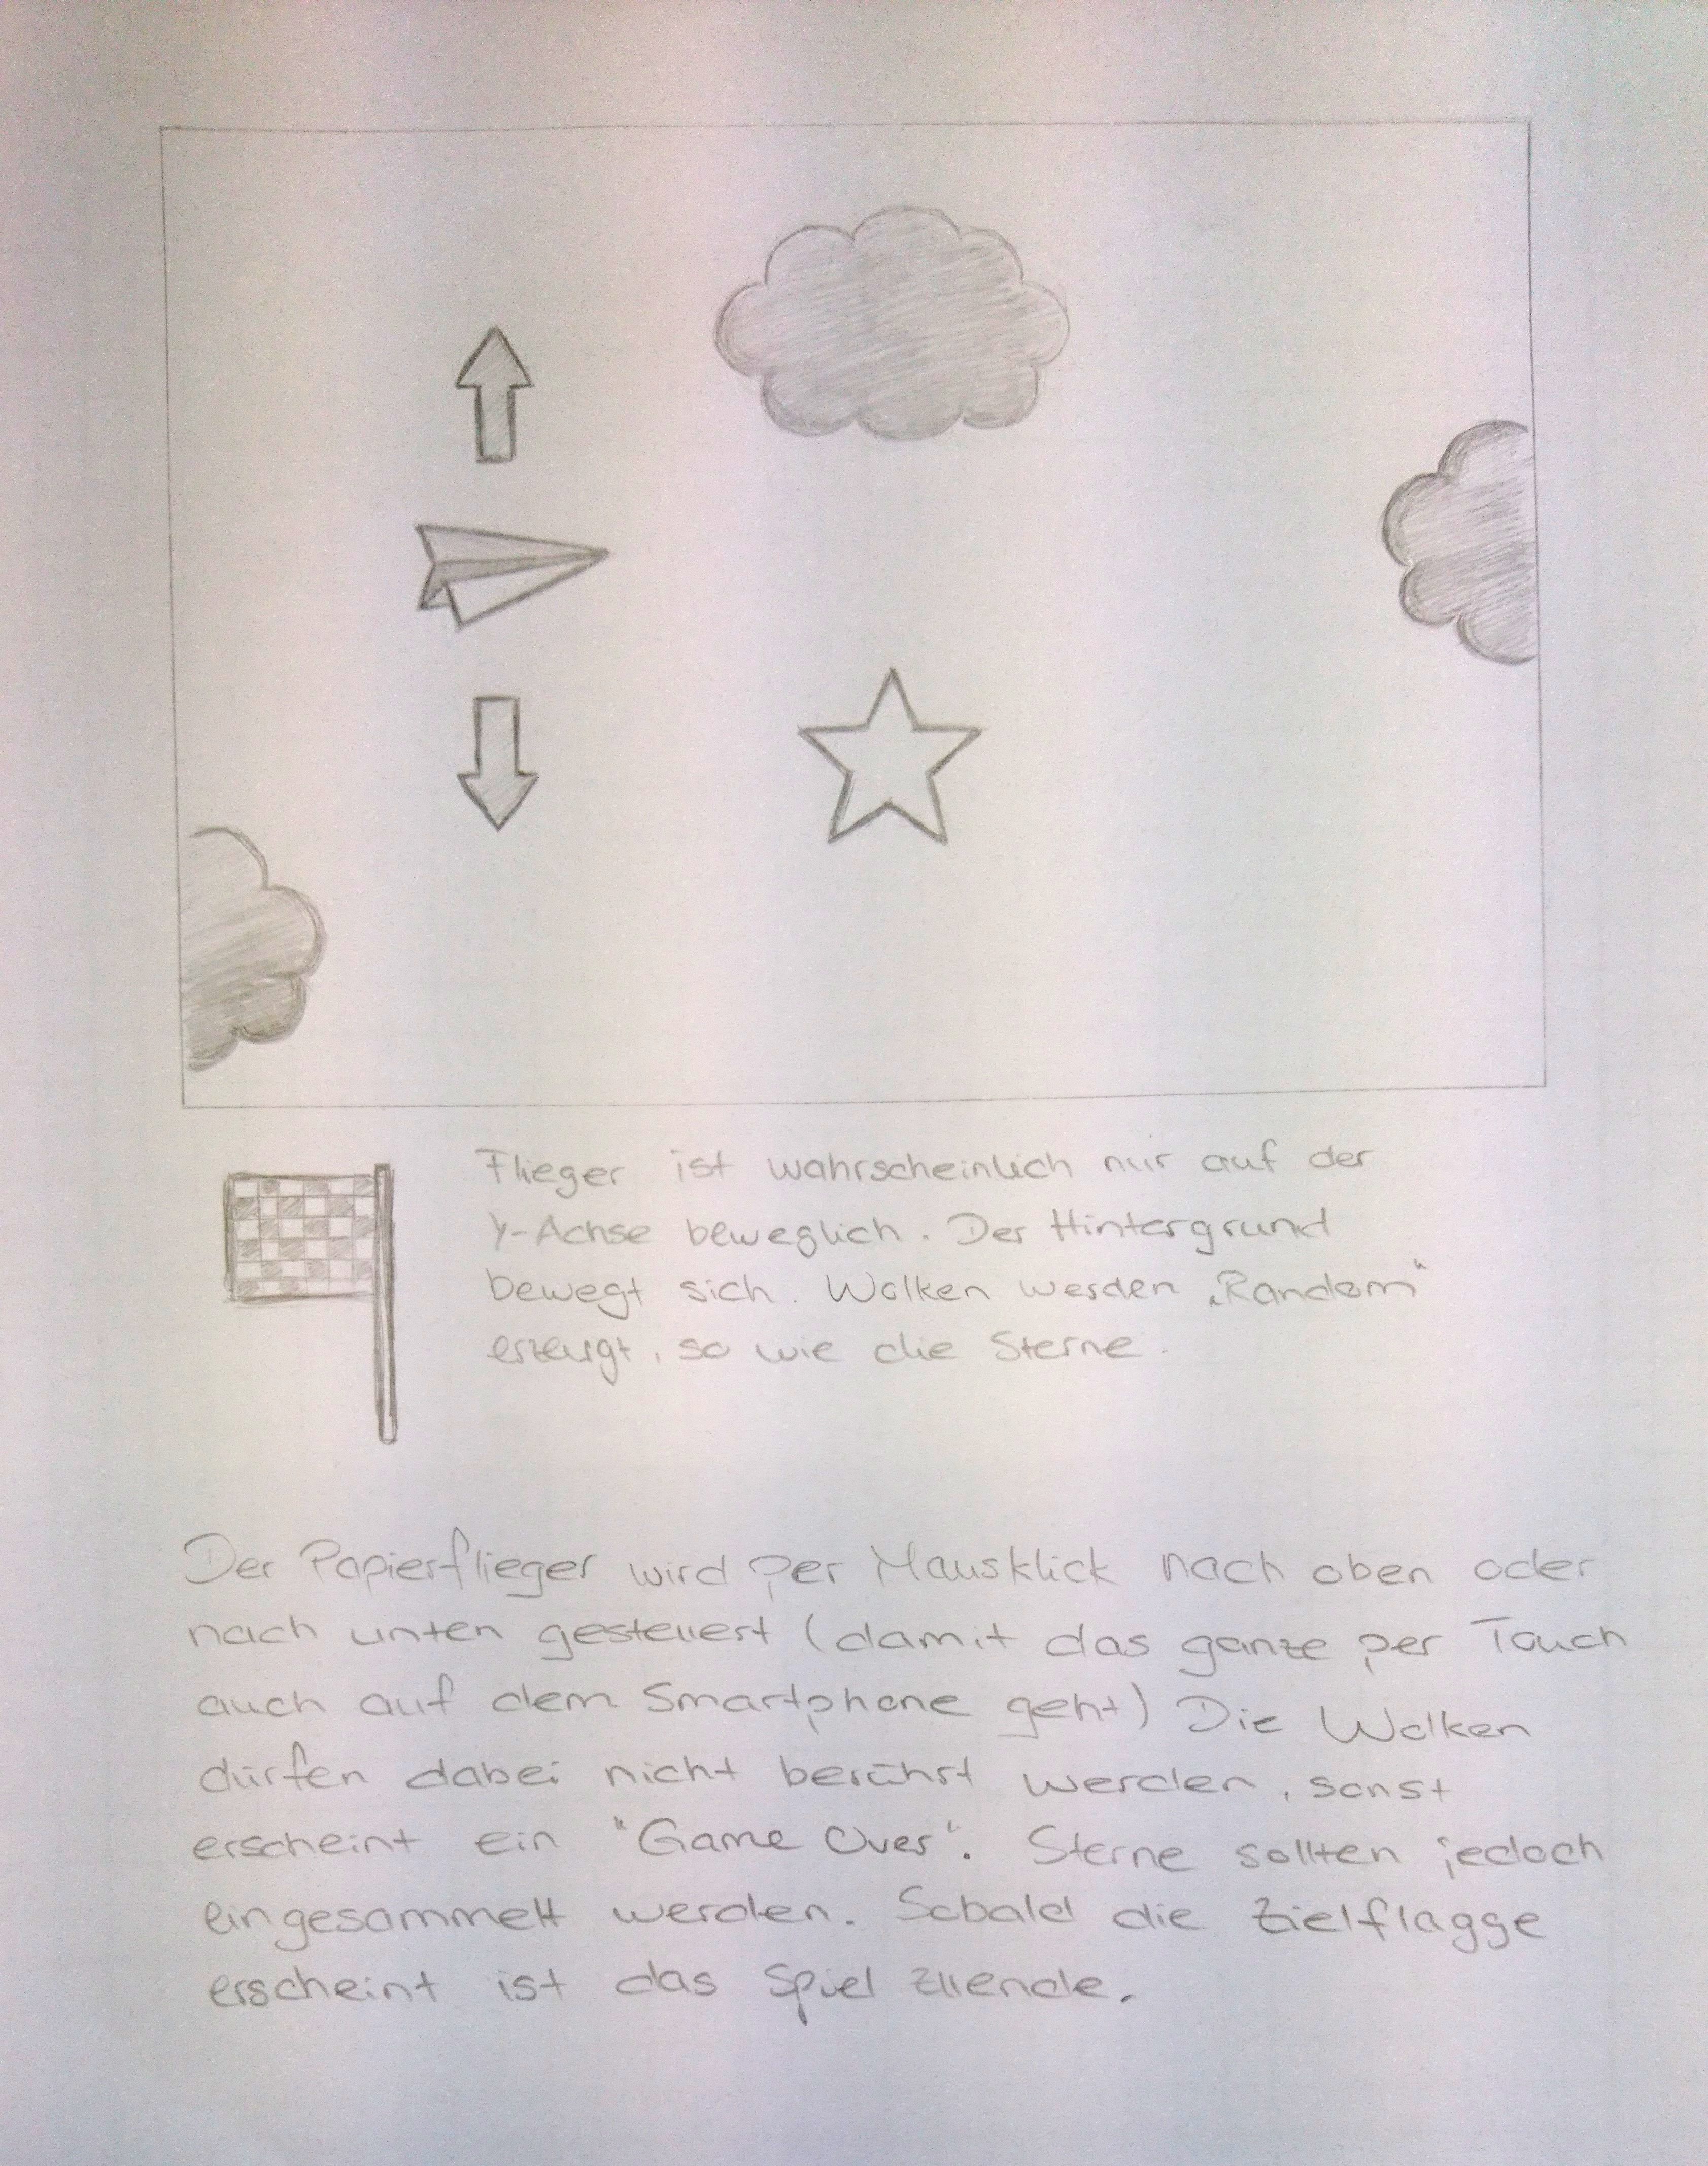 Flieger ist wahrscheinlich nur auf der
Y-Achse beweglich. Der Hintergrund
bewegt sich. Wolken werden „Random“
erzeugt, so wie die Sterne.
Der Papierflieger wird per Mausklick nach oben oder
nach unten gesteuert (damit das ganze per Touch
auch auf dem Smartphone geht) Die Wolken
dürfen dabei nicht berührt werden, sonst
erscheint ein "Game Over". Sterne sollten jedoch
eingesammelt werden. Sobald die Zielflagge
erscheint ist das Spiel zuende.